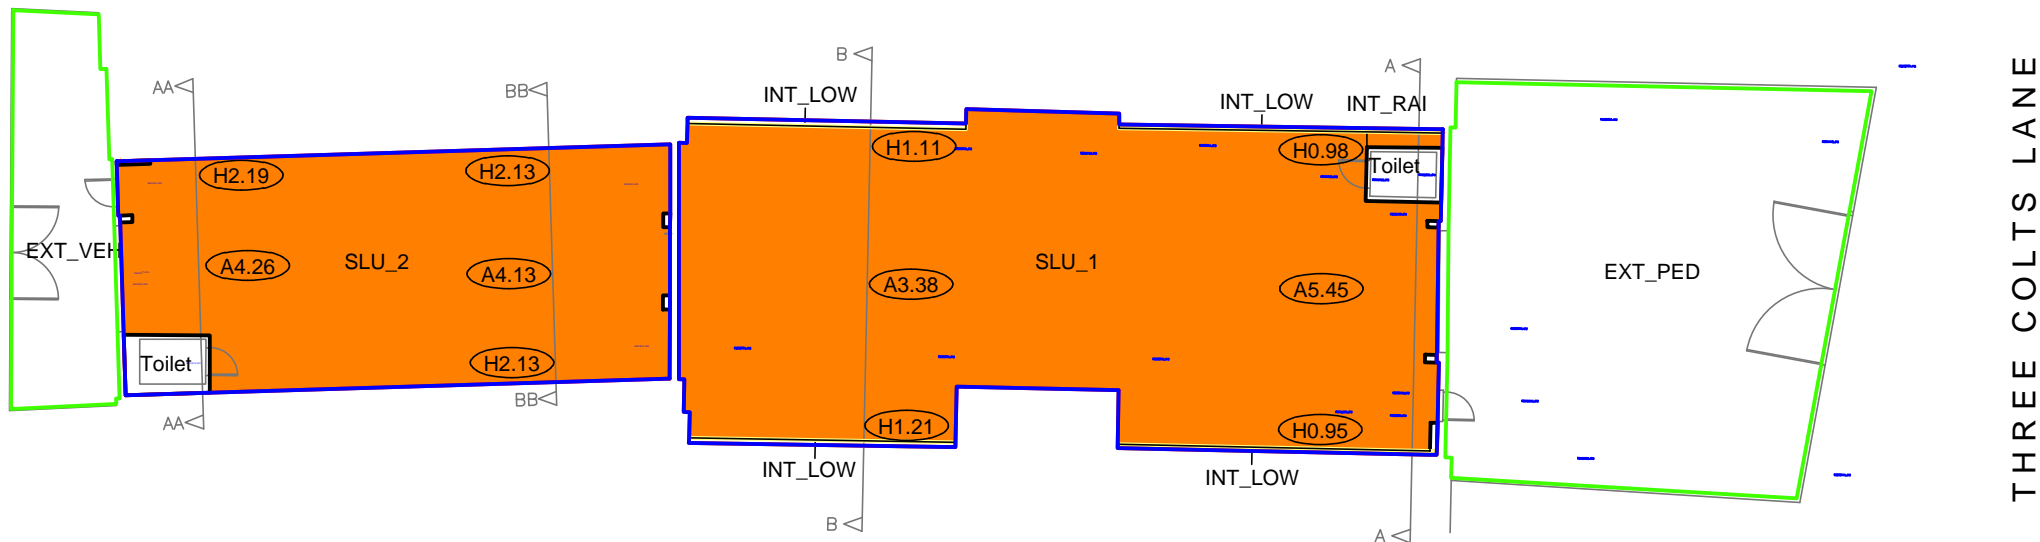 B
A
AA
BB
INT_LOW
INT_LOW
INT_RAI
H1.11
H0.98
Toilet
H2.19
H2.13
EXT_VEH
A4.26
SLU_2
A4.13
SLU_1
A3.38
A5.45
EXT_PED
THREE COLTS LANE
Toilet
H2.13
BB
AA
H1.21
H0.95
INT_LOW
INT_LOW
B
A